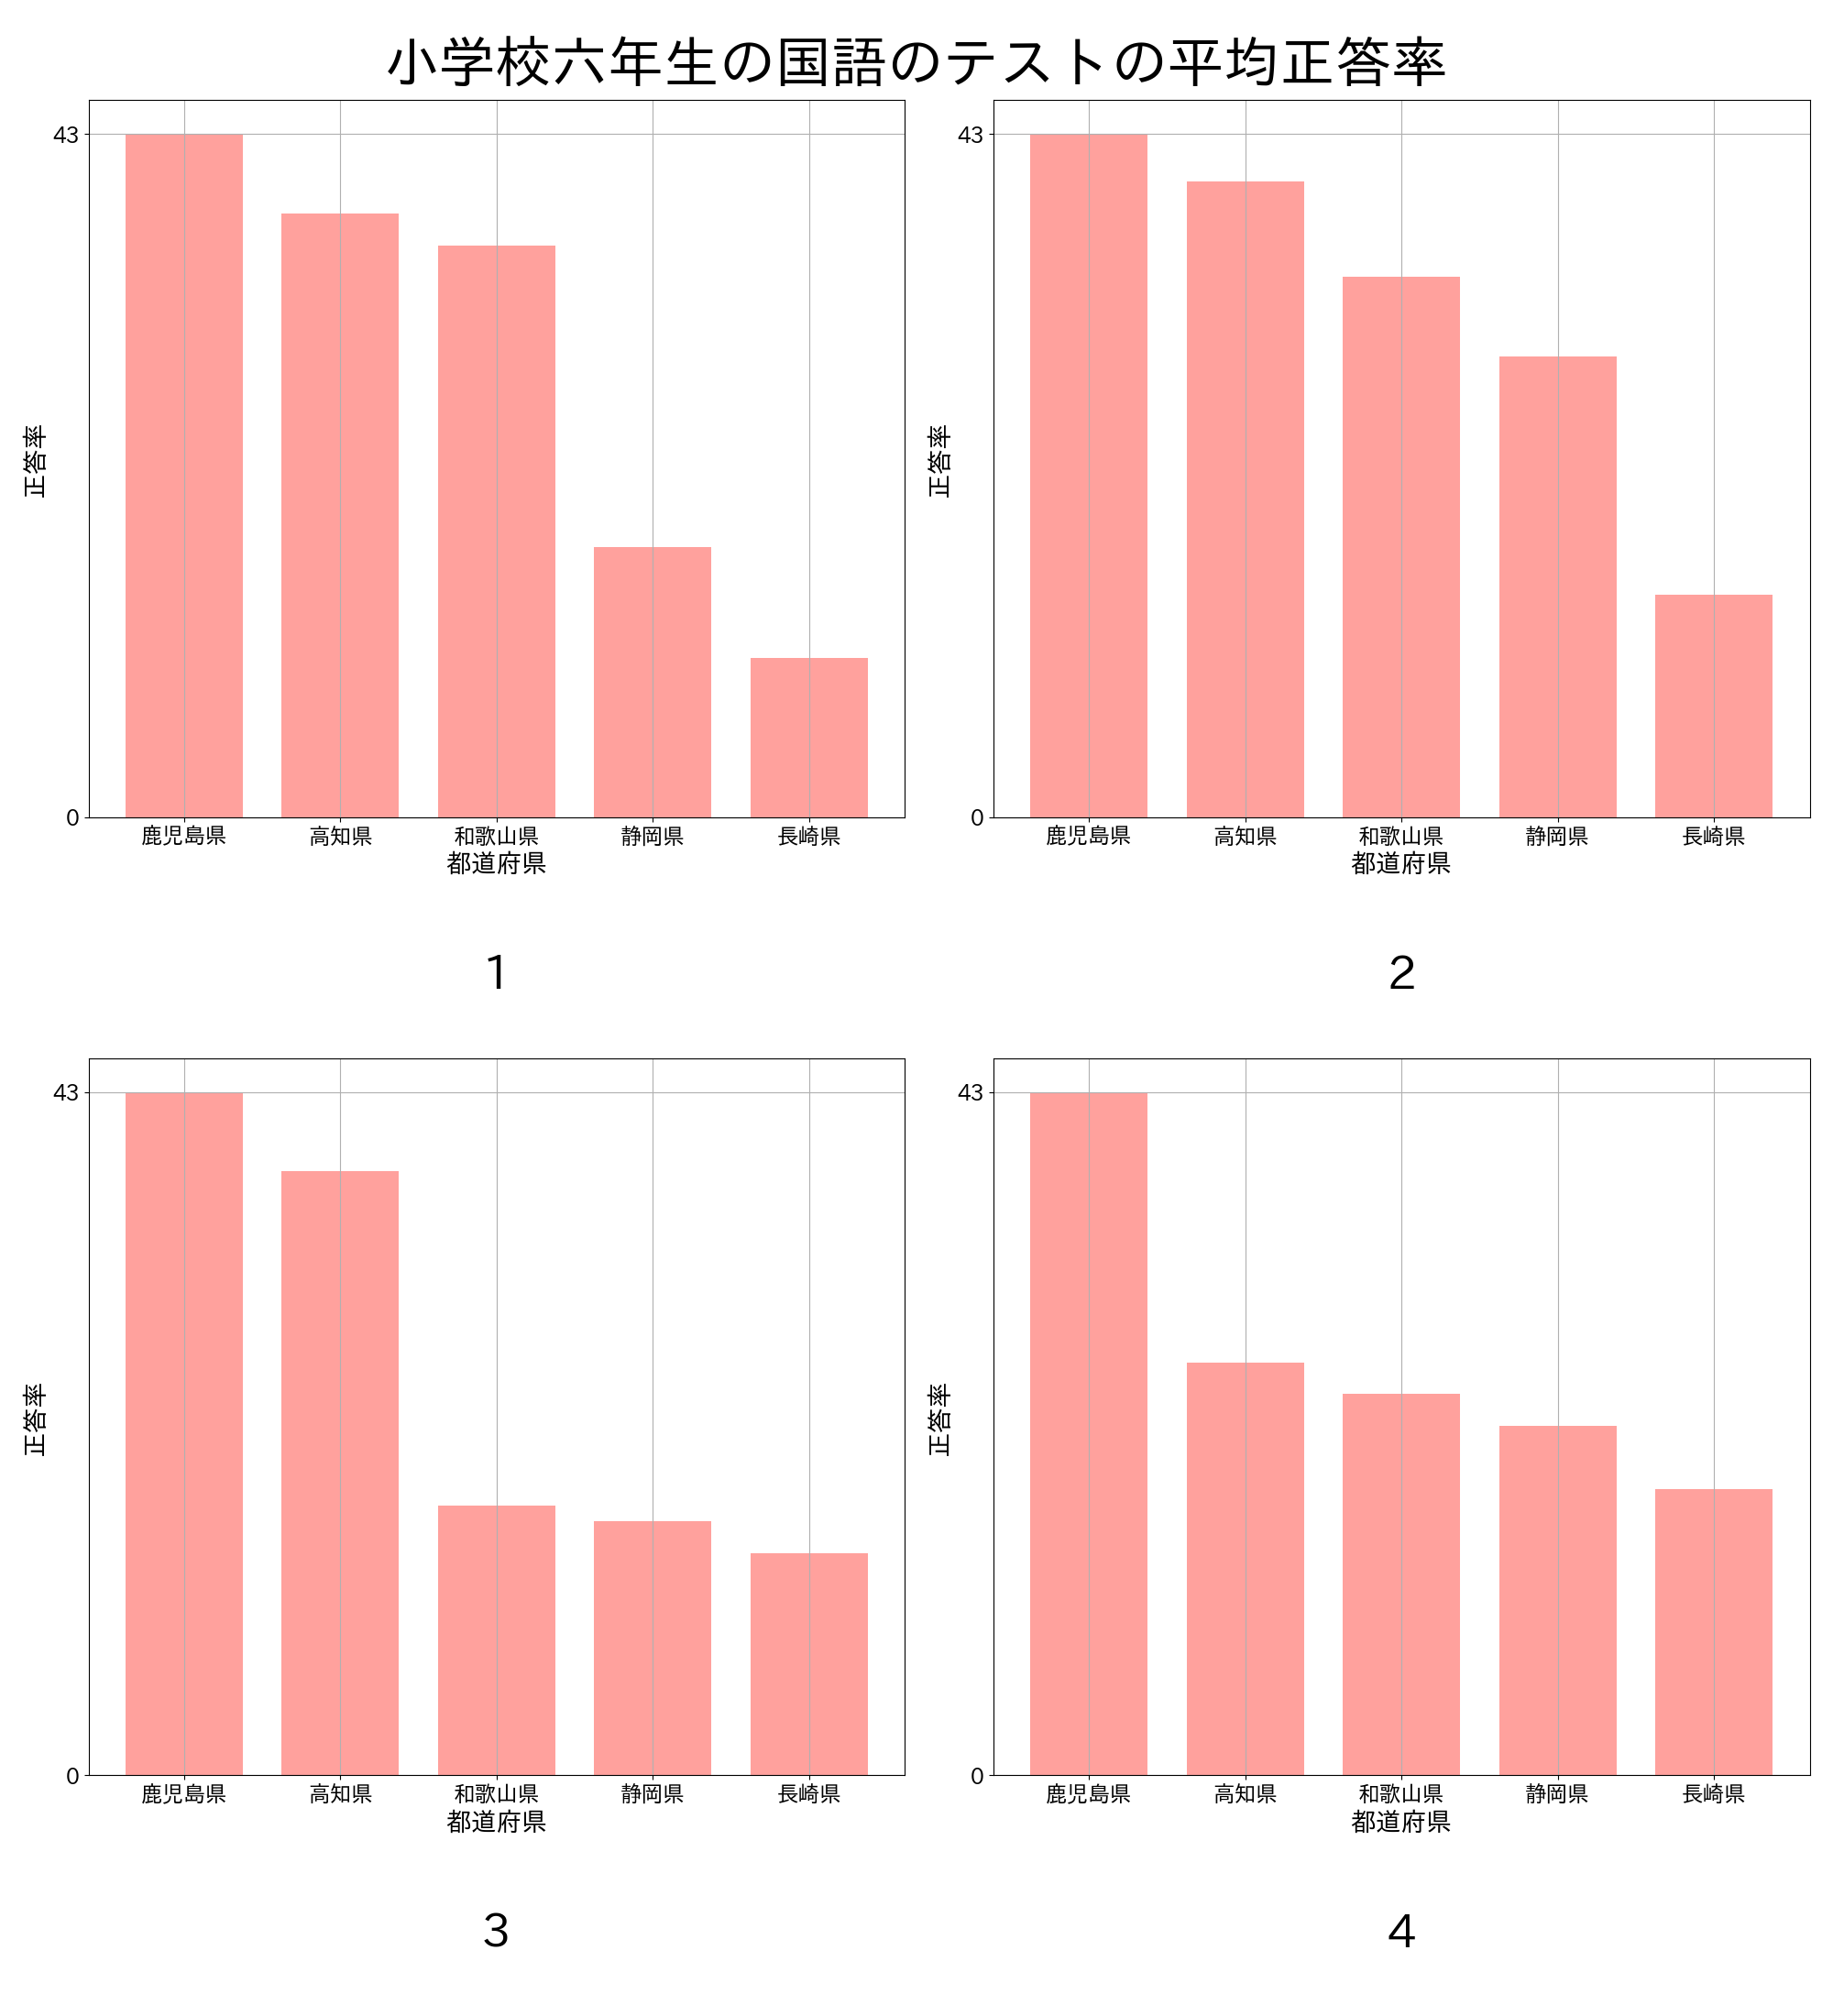 小学校六年生の国語のテストの平均正答率
43
0
正答率
鹿児島県 高知県 和歌山県 静岡県 長崎県
都道府県
1
43
0
正答率
鹿児島県 高知県 和歌山県 静岡県 長崎県
都道府県
2
43
0
正答率
鹿児島県 高知県 和歌山県 静岡県 長崎県
都道府県
3
43
0
正答率
鹿児島県 高知県 和歌山県 静岡県 長崎県
都道府県
4